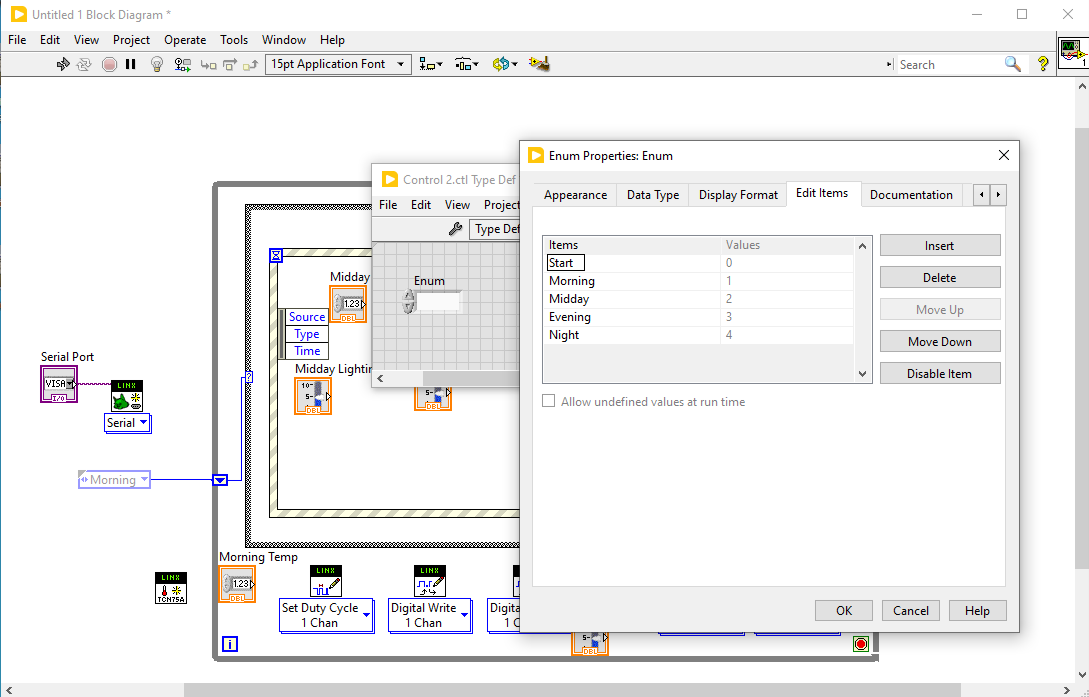 Untitled 1 Block Diagram *
File Edit View Project Operate Tools Window Help
15pt Application Font
Search
?
1
Enum Properties: Enum
Appearance Data Type Display Format Edit Items Documentation
Items Values
Start 0
Morning 1
Midday 2
Evening 3
Night 4
Insert
Delete
Move Up
Move Down
Disable Item
Allow undefined values at run time
OK Cancel Help
Control 2.ctl Type Def
File Edit View Project
Type Def
Enum
Midday
1.23
DBL
Source
Type
Time
Midday Lightin
10-
5-
DBL
5-
DBL
Serial Port
VISA
I/O
LINX
Serial
?
Morning
Morning Temp
1.23
DBL
LINX
TCN75A
LINX
Set Duty Cycle
1 Chan
LINX
Digital Write
1 Chan
Digita
1 C
5-
DBL
i